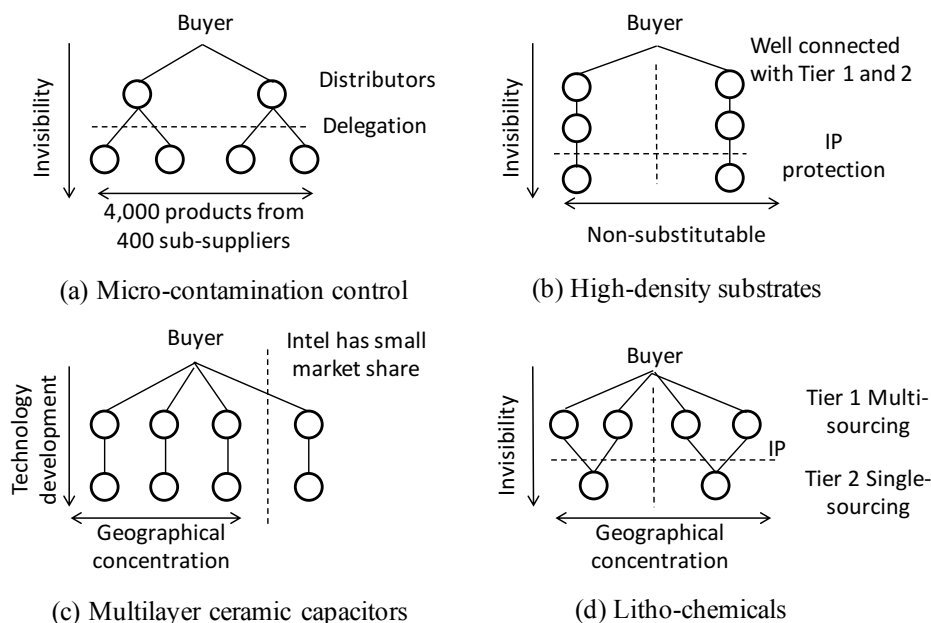 Buyer
Invisibility
Distributors
Delegation
4,000 products from
400 sub-suppliers
(a) Micro-contamination control
Buyer
Invisibility
Well connected
with Tier 1 and 2
IP
protection
Non-substitutable
(b) High-density substrates
Buyer
Intel has small
market share
Technology
development
Geographical
concentration
(c) Multilayer ceramic capacitors
Buyer
Invisibility
Tier 1 Multi-
sourcing
IP
Tier 2 Single-
sourcing
Geographical
concentration
(d) Litho-chemicals